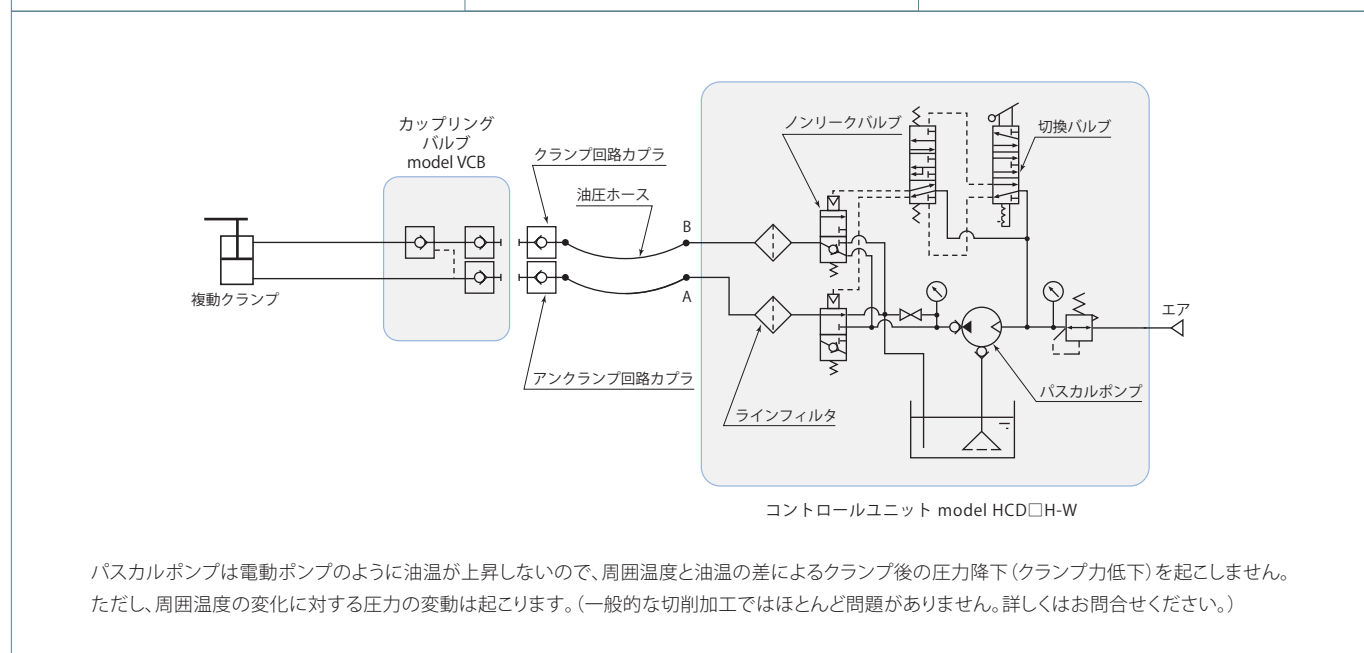 カップリング
バルブ
model VCB
クランプ回路カプラ
油圧ホース
ノンリークバルブ
切換バルブ
B
A
複動クランプ
エア
アンクランプ回路カプラ
ラインフィルタ
パスカルポンプ
コントロールユニット model HCD□H-W
パスカルポンプは電動ポンプのように油温が上昇しないので、周囲温度と油温の差によるクランプ後の圧力降下（クランプ力低下）を起こしません。
ただし、周囲温度の変化に対する圧力の変動は起こります。（一般的な切削加工ではほとんど問題がありません。詳しくはお問合せください。）